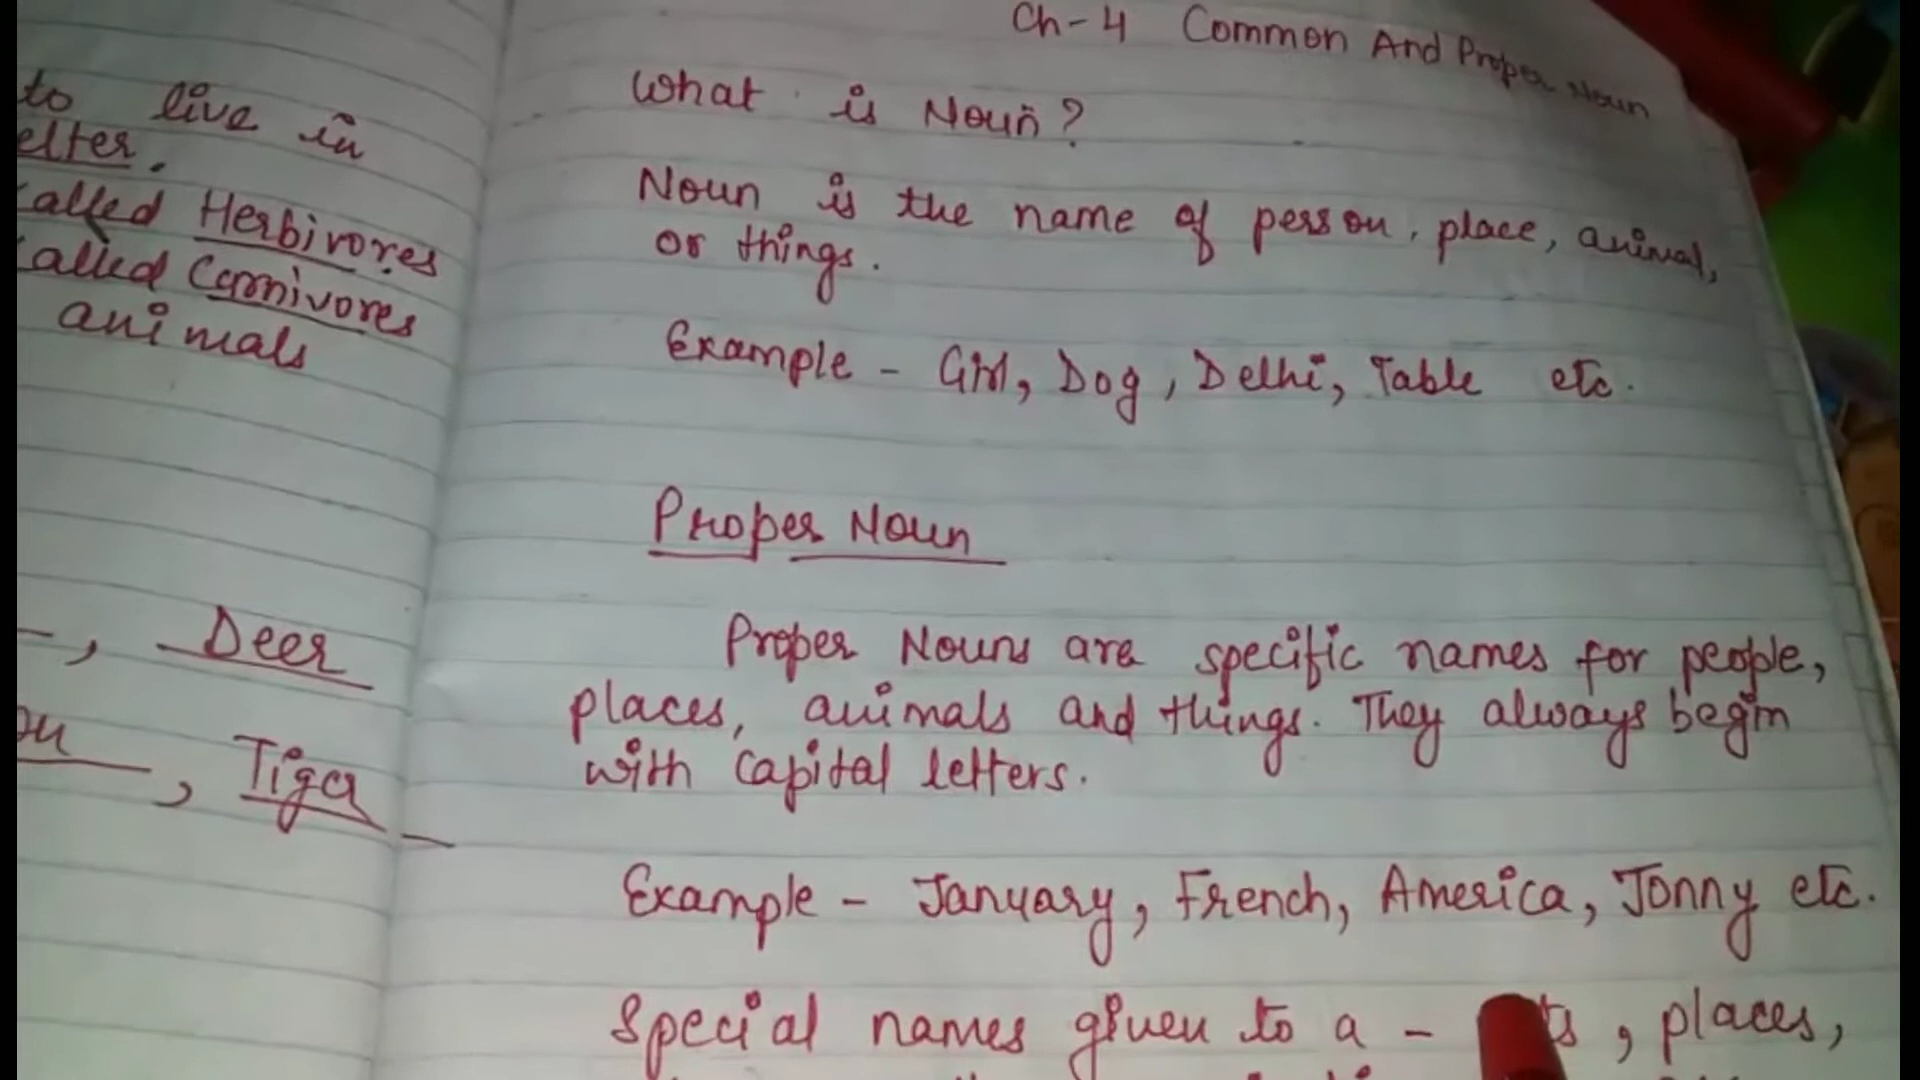 to live in
elter.
called Herbivores
called Carnivores
animals
, Deer
, Tiger
Ch-4 Common And Proper Noun
What is Noun?
Noun is the name of person, place, animal,
or things.
Example - Girl, Dog, Delhi, Table etc.
Proper Noun
Proper Nouns are specific names for people,
places, animals and things. They always begin
with capital letters.
Example - January, French, America, Jonny etc.
Special names given to a - , places,